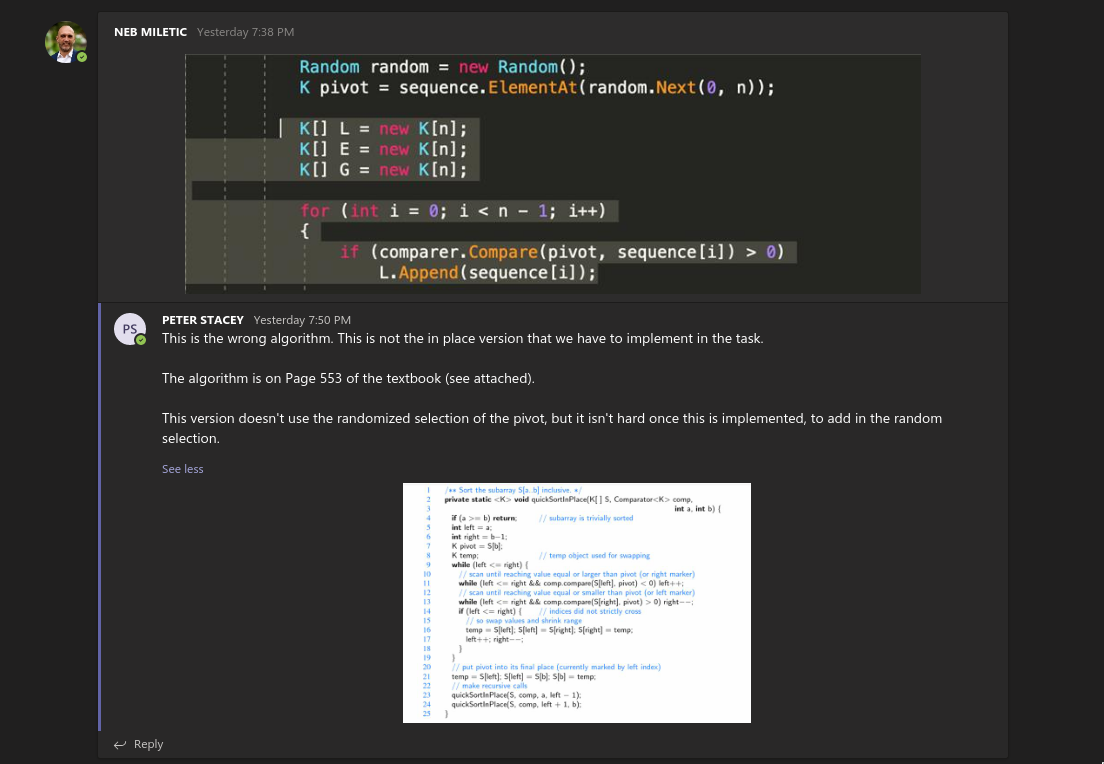 NEB MILETIC Yesterday 7:38 PM
Random random = new Random();
K pivot = sequence.ElementAt(random.Next(0, n));
K[] L = new K[n];
K[] E = new K[n];
K[] G = new K[n];
for (int i = 0; i < n - 1; i++)
{
if (comparer.Compare(pivot, sequence[i]) > 0)
L.Append(sequence[i]);
PS
PETER STACEY Yesterday 7:50 PM
This is the wrong algorithm. This is not the in place version that we have to implement in the task.
The algorithm is on Page 553 of the textbook (see attached).
This version doesn't use the randomized selection of the pivot, but it isn't hard once this is implemented, to add in the random
selection.
See less
1 /** Sort the subarray S[a..b] inclusive. */
2 private static <K> void quickSortInPlace(K[ ] S, Comparator<K> comp,
3 int a, int b) {
4 if (a >= b) return; // subarray is trivially sorted
5 int left = a;
6 int right = b−1;
7 K pivot = S[b];
8 K temp; // temp object used for swapping
9 while (left <= right) {
10 // scan until reaching value equal or larger than pivot (or right marker)
11 while (left <= right && comp.compare(S[left], pivot) < 0) left++;
12 // scan until reaching value equal or smaller than pivot (or left marker)
13 while (left <= right && comp.compare(S[right], pivot) > 0) right−−;
14 if (left <= right) { // indices did not strictly cross
15 // so swap values and shrink range
16 temp = S[left]; S[left] = S[right]; S[right] = temp;
17 left++; right−−;
18 }
19 }
20 // put pivot into its final place (currently marked by left index)
21 temp = S[left]; S[left] = S[b]; S[b] = temp;
22 // make recursive calls
23 quickSortInPlace(S, comp, a, left − 1);
24 quickSortInPlace(S, comp, left + 1, b);
25 }
Reply